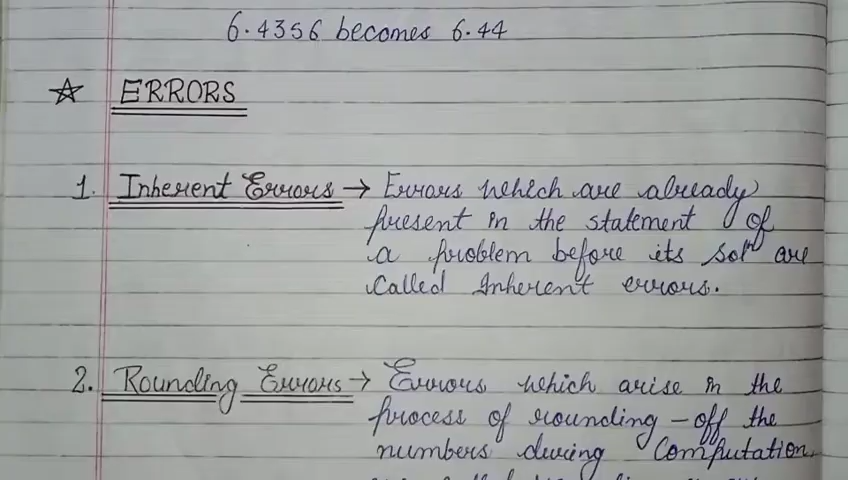 6.4356 becomes 6.44
☆ ERRORS
1. Inherent Errors → Errors which are already
present in the statement of
a problem before its solⁿ are
called Inherent errors.
2. Rounding Errors → Errors which arise in the
process of rounding-off the
numbers during Computation